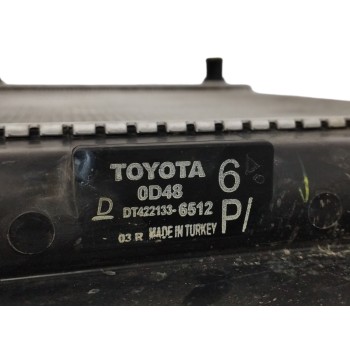 TOYOTA 6
0D48
D DT422133-6512 P/
03 R MADE IN TURKEY